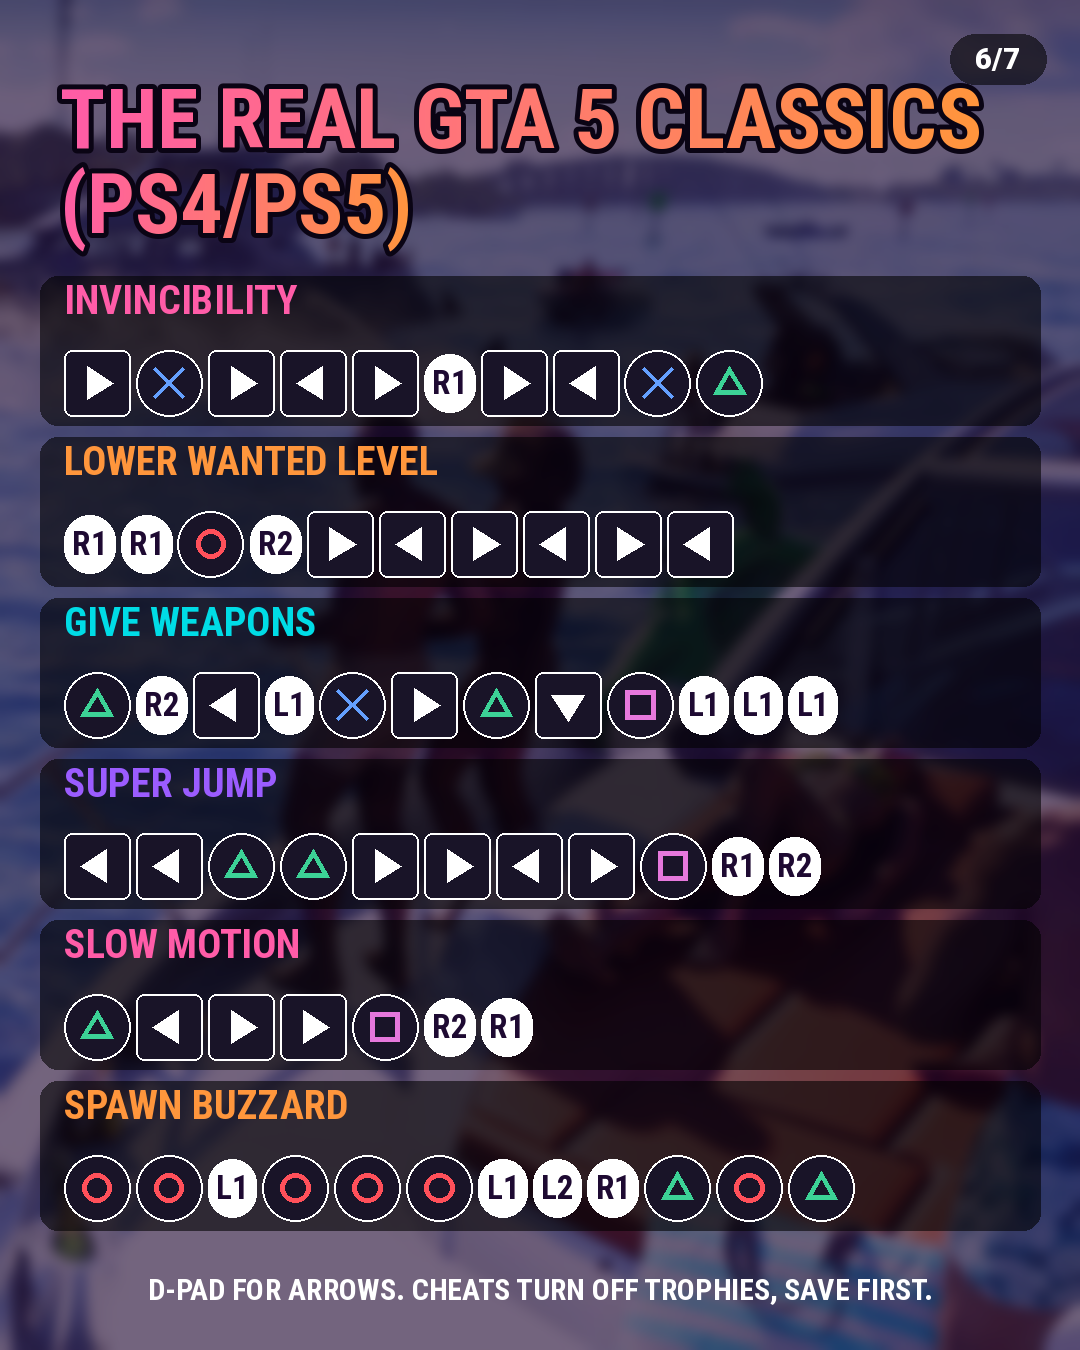 6/7
THE REAL GTA 5 CLASSICS
(PS4/PS5)
INVINCIBILITY
R1
LOWER WANTED LEVEL
R1 R1 R2
GIVE WEAPONS
R2 L1 L1 L1 L1
SUPER JUMP
R1 R2
SLOW MOTION
R2 R1
SPAWN BUZZARD
L1 L1 L2 R1
D-PAD FOR ARROWS. CHEATS TURN OFF TROPHIES, SAVE FIRST.